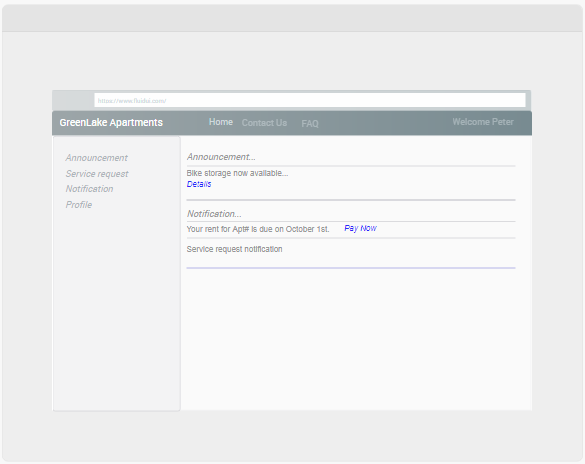 https://www.fluidui.com/
GreenLake Apartments Home Contact Us FAQ Welcome Peter
Announcement
Service request
Notification
Profile
Announcement...
Bike storage now available...
Details
Notification...
Your rent for Apt# is due on October 1st. Pay Now
Service request notification